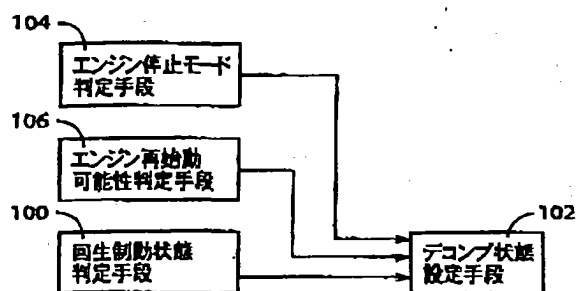 104
エンジン停止モード
判定手段
106
エンジン再始動
可能性判定手段
100
回生制動状態
判定手段
102
デコンプ状態
設定手段